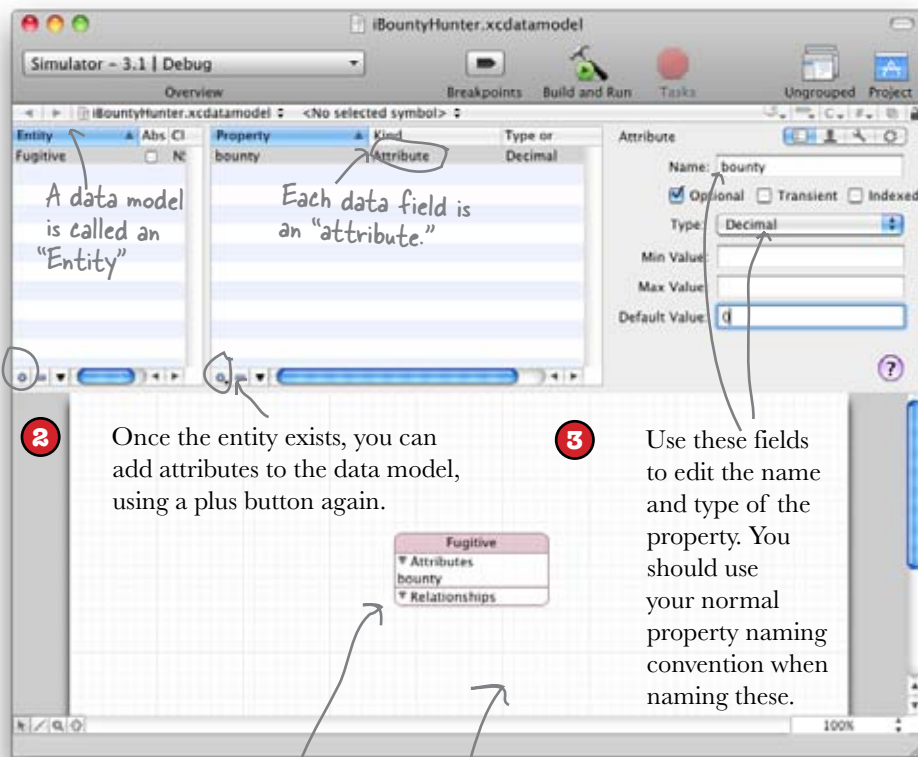 iBountyHunter.xcdatamodel
Simulator – 3.1 | Debug
Overview
Breakpoints
Build and Run
Tasks
Ungrouped
Project
iBountyHunter.xcdatamodel
<No selected symbol>
Entity
Abs
Cl
Fugitive
A data model
is called an
“Entity”
Property
Kind
Type or
bounty
Attribute
Decimal
Each data field is
an “attribute.”
Attribute
Name: bounty
Optional
Transient
Indexed
Type: Decimal
Min Value:
Max Value:
Default Value: 0
?
2
Once the entity exists, you can
add attributes to the data model,
using a plus button again.
3
Use these fields
to edit the name
and type of the
property. You
should use
your normal
property naming
convention when
naming these.
Fugitive
Attributes
bounty
Relationships
100%